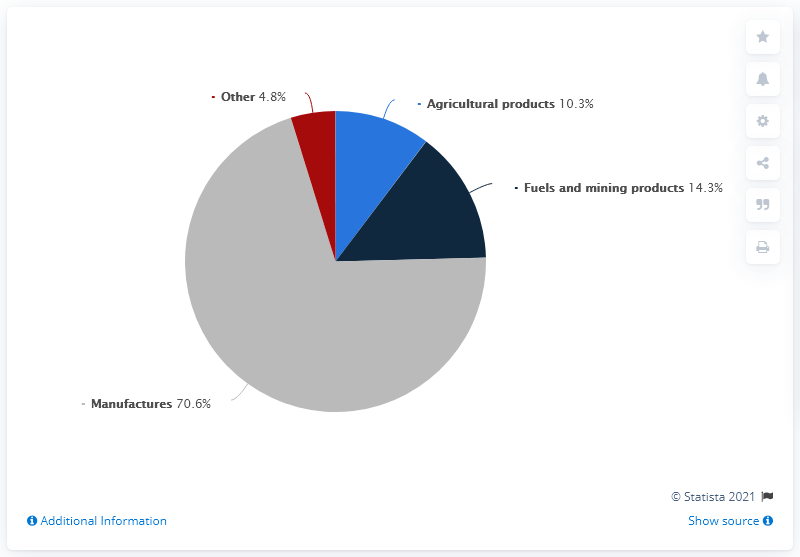 - Other 4.8%
- Agricultural products 10.3%
- Fuels and mining products 14.3%
- Manufactures 70.6%
© Statista 2021
Additional Information
Show source